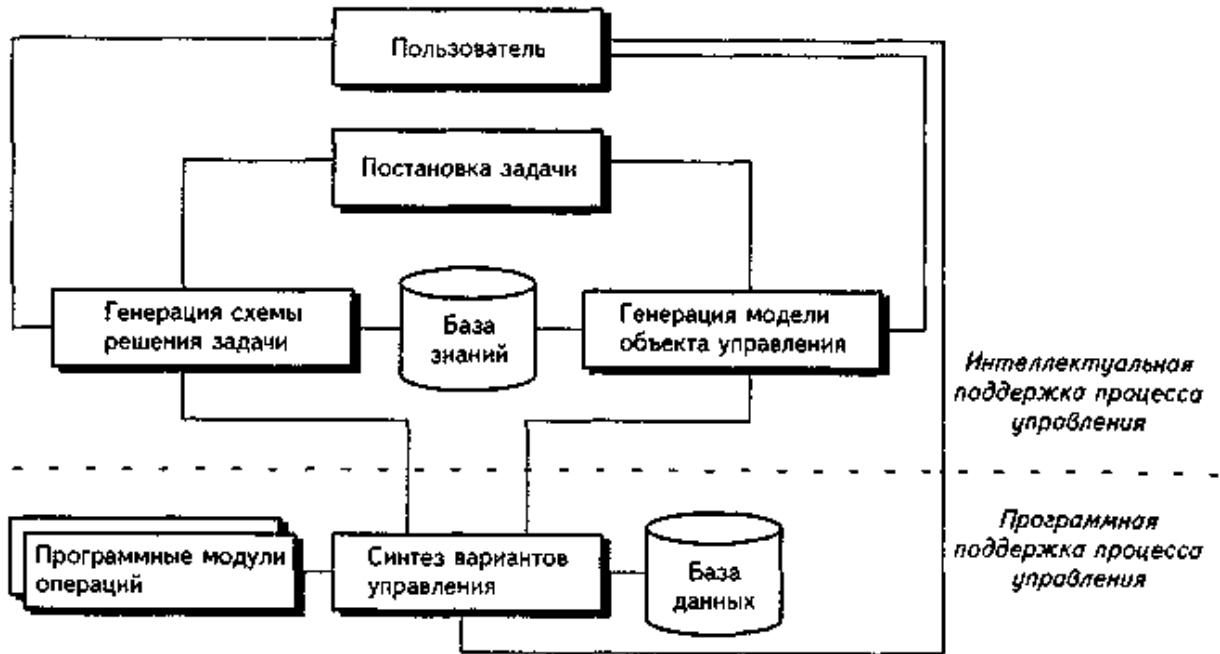 Пользователь
Постановка задачи
Генерация схемы
решения задачи
База
знаний
Генерация модели
объекта управления
Интеллектуальная
поддержка процесса
управления
Программные модули
операций
Синтез вариантов
управления
База
данных
Программная
поддержка процесса
управления